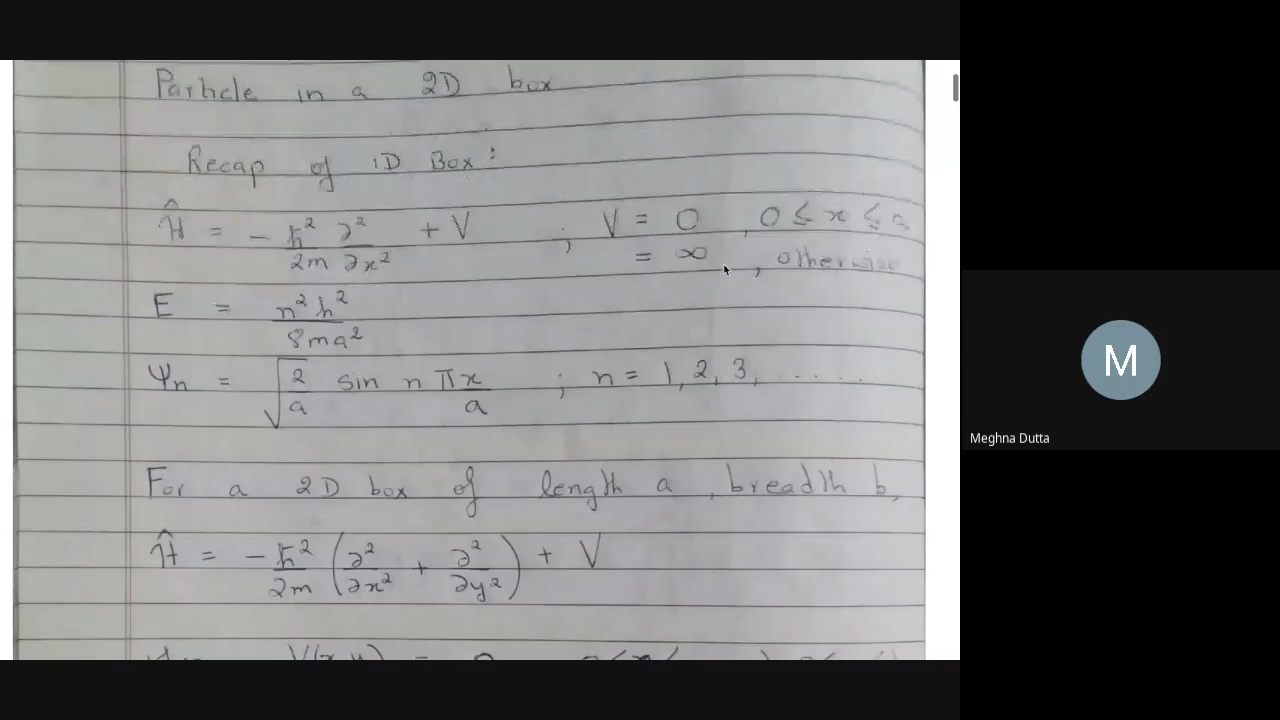 Particle in a 2D box
Recap of 1D Box:
Ĥ = -ℏ²/2m ∂²/∂x² + V ; V = 0, 0 ≤ x ≤ a
= ∞, otherwise
E = n²h²/8ma²
Ψn = √(2/a) sin nπx/a ; n = 1, 2, 3, .....
For a 2D box of length a, breadth b,
Ĥ = -ℏ²/2m (∂²/∂x² + ∂²/∂y²) + V
V(x,y) = 0
M
Meghna Dutta